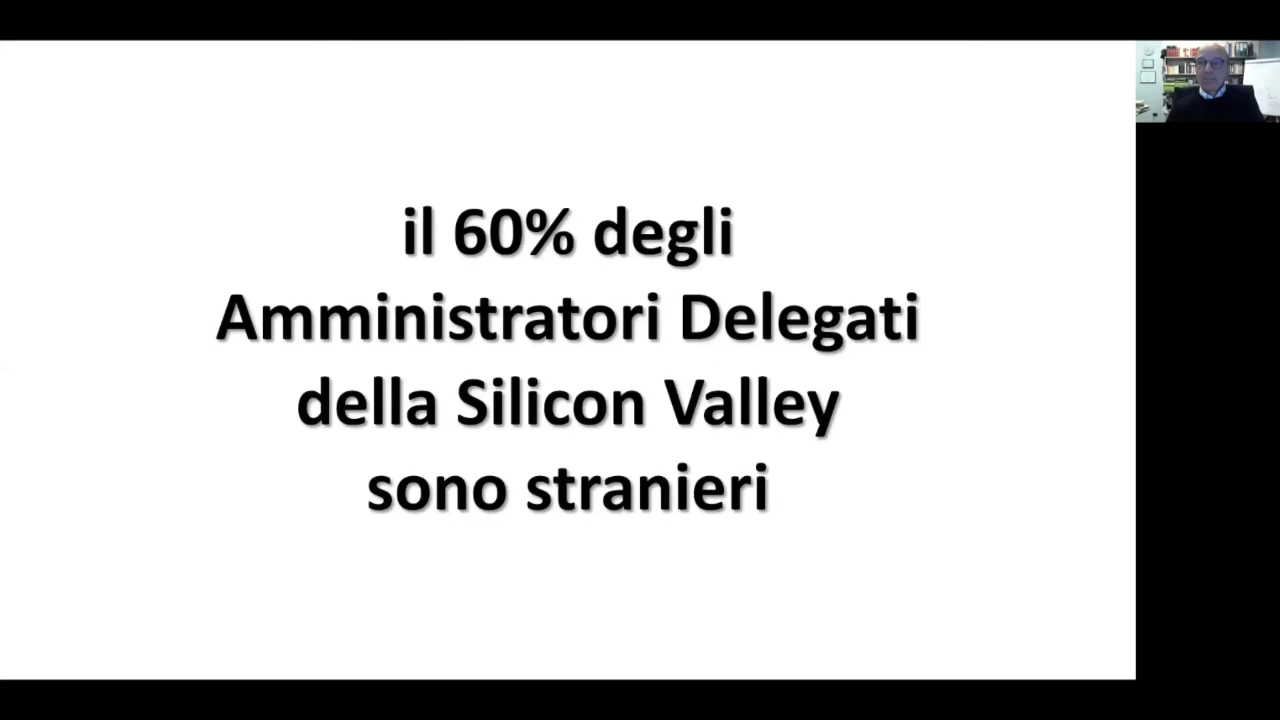 il 60% degli
Amministratori Delegati
della Silicon Valley
sono stranieri